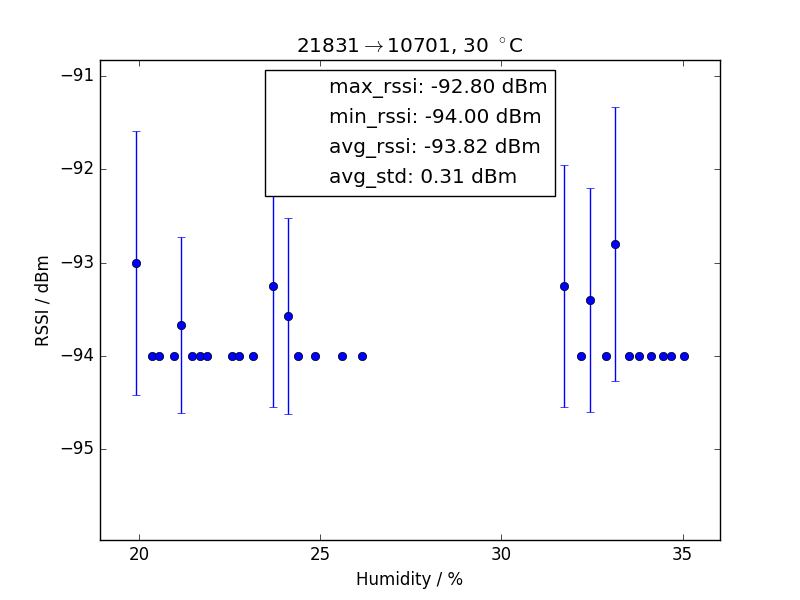 21831→10701, 30 °C
max_rssi: -92.80 dBm
min_rssi: -94.00 dBm
avg_rssi: -93.82 dBm
avg_std: 0.31 dBm
RSSI / dBm
−91
−92
−93
−94
−95
20 25 30 35
Humidity / %